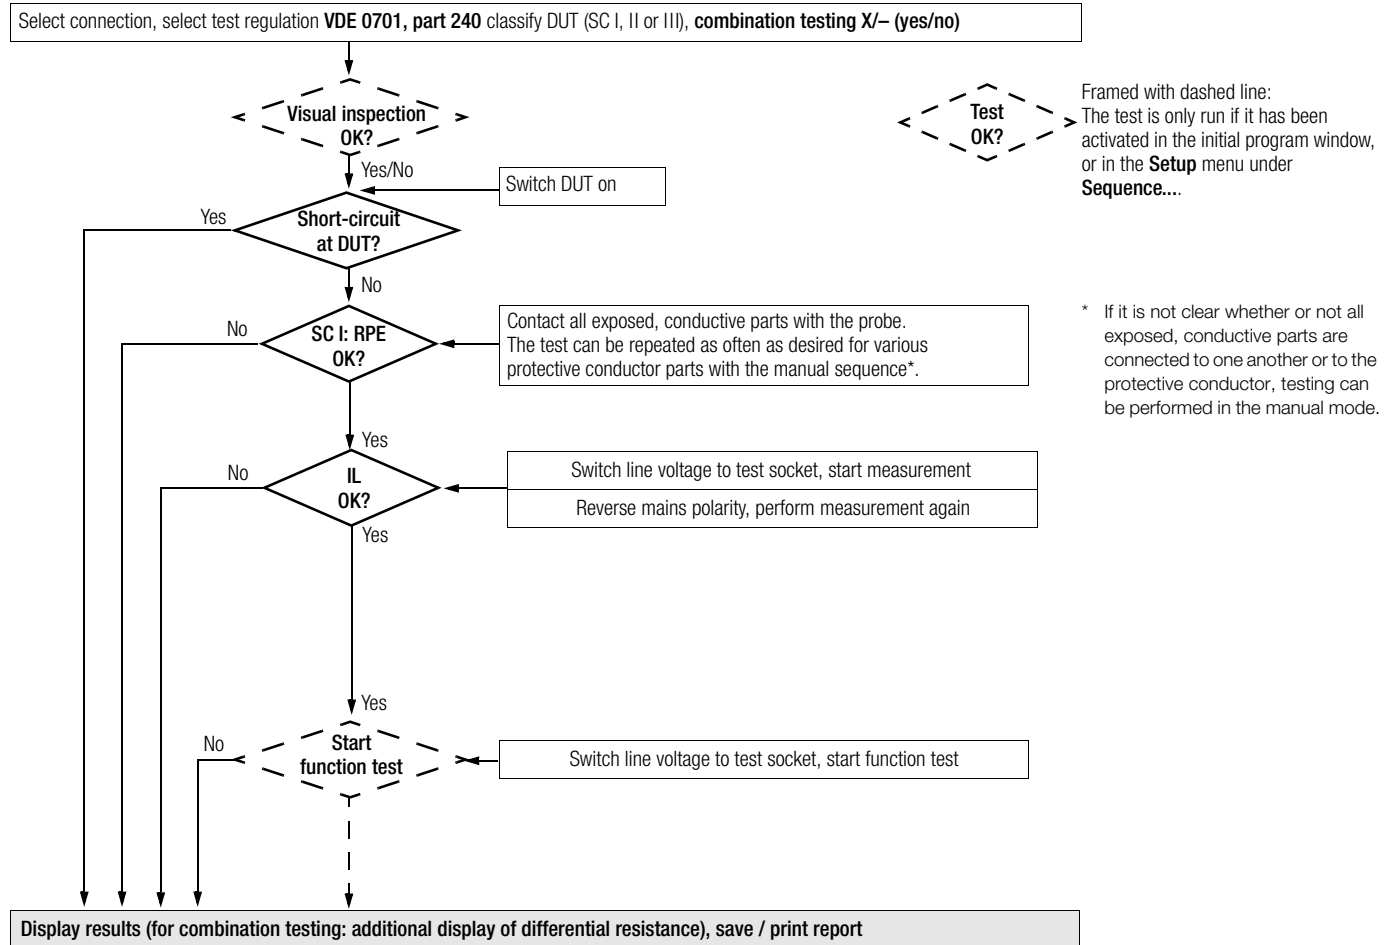 Select connection, select test regulation VDE 0701, part 240 classify DUT (SC I, II or III), combination testing X/– (yes/no)
Visual inspection
OK?
Yes/No
Switch DUT on
Yes
Short-circuit
at DUT?
No
No
SC I: RPE
OK?
Contact all exposed, conductive parts with the probe.
The test can be repeated as often as desired for various
protective conductor parts with the manual sequence*.
Yes
No
IL
OK?
Switch line voltage to test socket, start measurement
Reverse mains polarity, perform measurement again
Yes
Yes
No
Start
function test
Switch line voltage to test socket, start function test
Display results (for combination testing: additional display of differential resistance), save / print report
Test
OK?
Framed with dashed line:
The test is only run if it has been
activated in the initial program window,
or in the Setup menu under
Sequence....
* If it is not clear whether or not all
exposed, conductive parts are
connected to one another or to the
protective conductor, testing can
be performed in the manual mode.